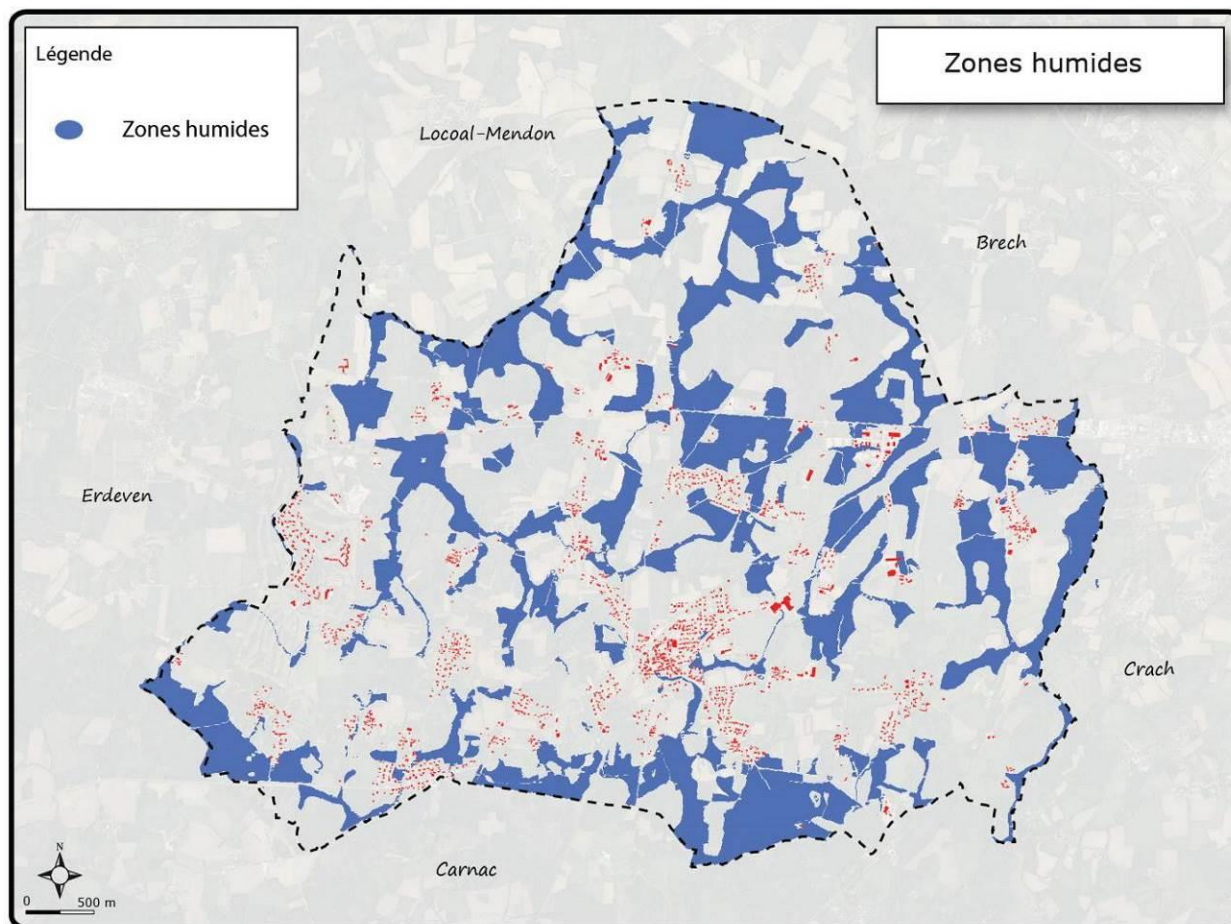 Légende
Zones humides
Zones humides
Locoal-Mendon
Brech
Erdeven
Crach
Carnac
N
0 500 m